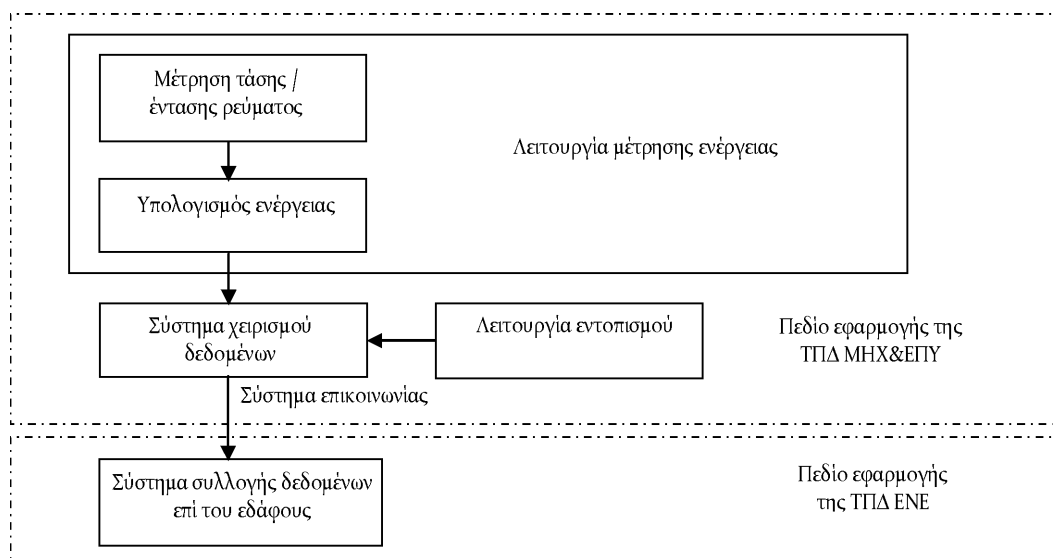 Μέτρηση τάσης /
έντασης ρεύματος
Λειτουργία μέτρησης ενέργειας
Υπολογισμός ενέργειας
Σύστημα χειρισμού
δεδομένων
Λειτουργία εντοπισμού
Πεδίο εφαρμογής της
ΤΠΔ ΜΗΧ&ΕΠΥ
Σύστημα επικοινωνίας
Σύστημα συλλογής δεδομένων
επί του εδάφους
Πεδίο εφαρμογής
της ΤΠΔ ΕΝΕ